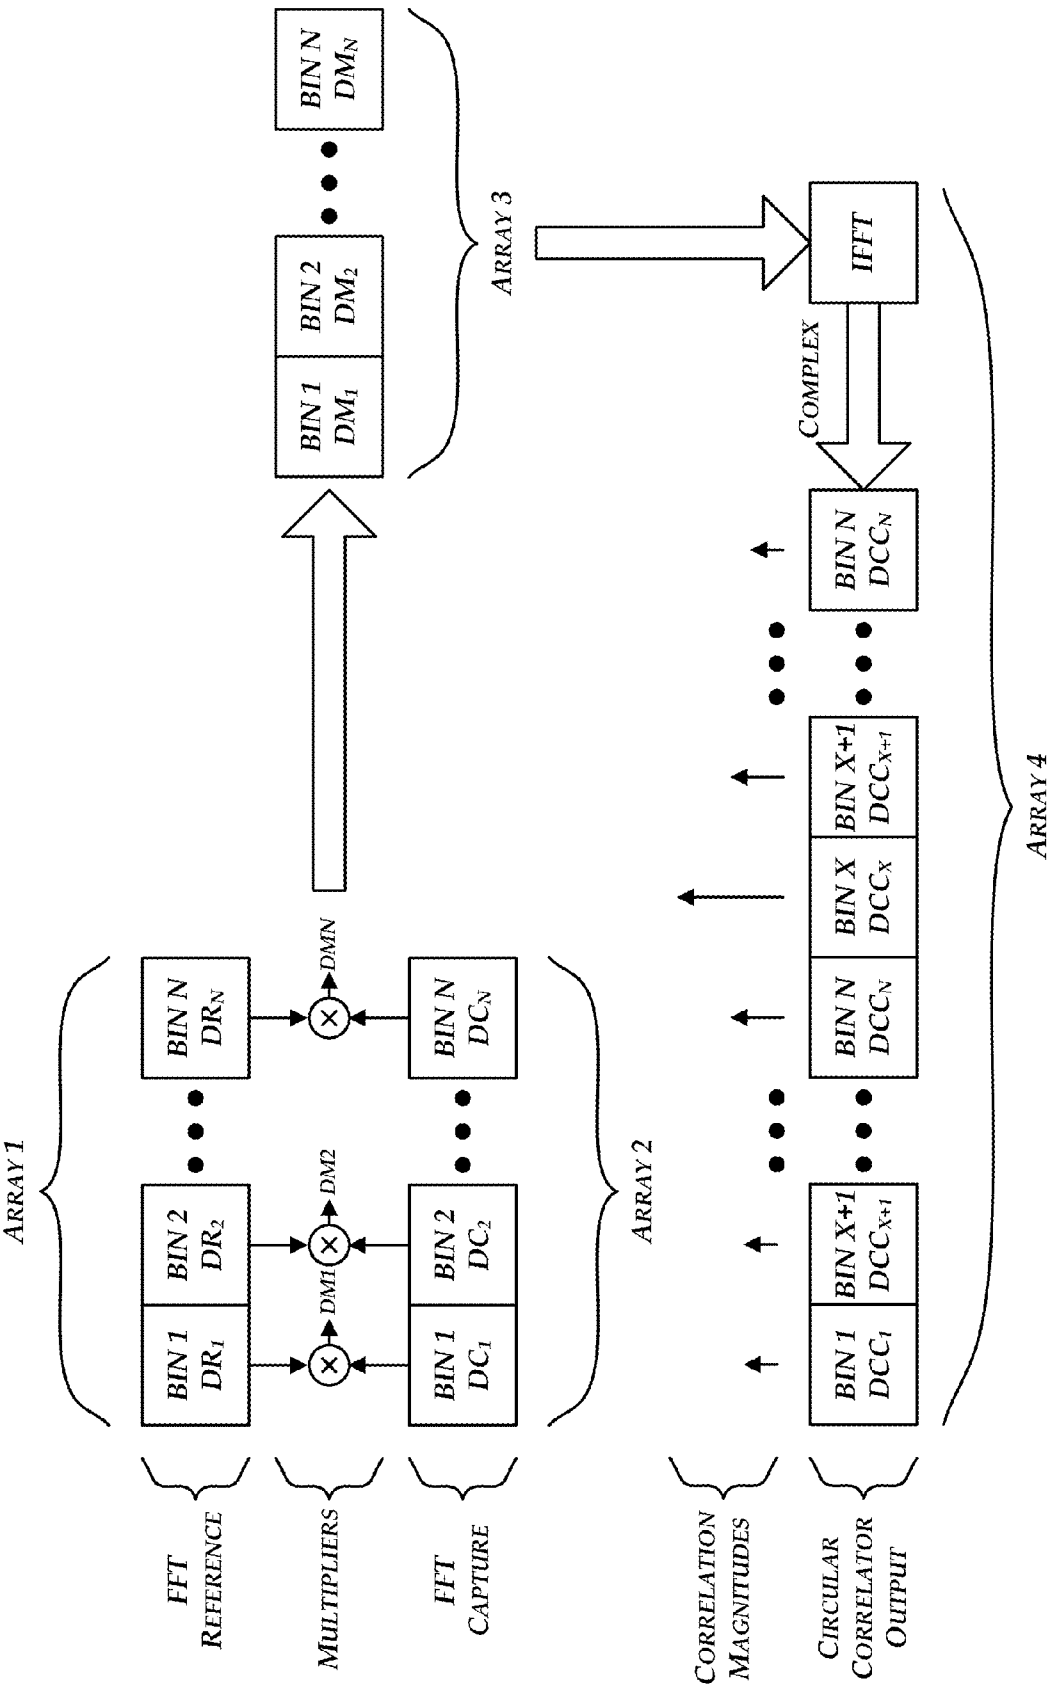 ARRAY 1
FFT
REFERENCE
BIN 1
DR1
BIN 2
DR2
BIN N
DRN
MULTIPLIERS
DM1
DM2
DMN
BIN 1
DM1
BIN 2
DM2
BIN N
DMN
FFT
CAPTURE
BIN 1
DC1
BIN 2
DC2
BIN N
DCN
ARRAY 3
ARRAY 2
CORRELATION
MAGNITUDES
COMPLEX
CIRCULAR
CORRELATOR
OUTPUT
BIN 1
DCC1
BIN X+1
DCCX+1
BIN N
DCCN
BIN X
DCCX
BIN X+1
DCCX+1
BIN N
DCCN
IFFT
ARRAY 4